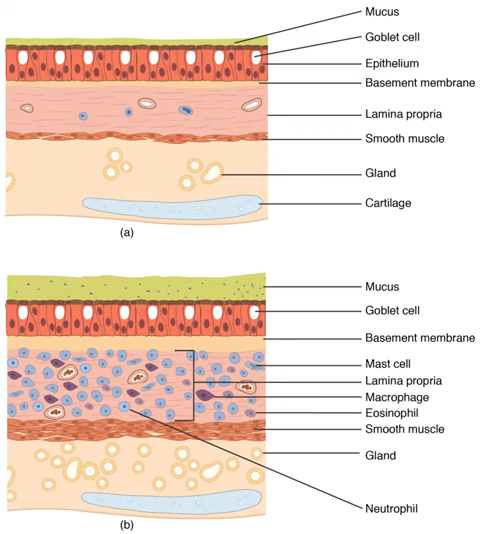 Mucus
Goblet cell
Epithelium
Basement membrane
Lamina propria
Smooth muscle
Gland
Cartilage
(a)
Mucus
Goblet cell
Basement membrane
Mast cell
Lamina propria
Macrophage
Eosinophil
Smooth muscle
Gland
Neutrophil
(b)